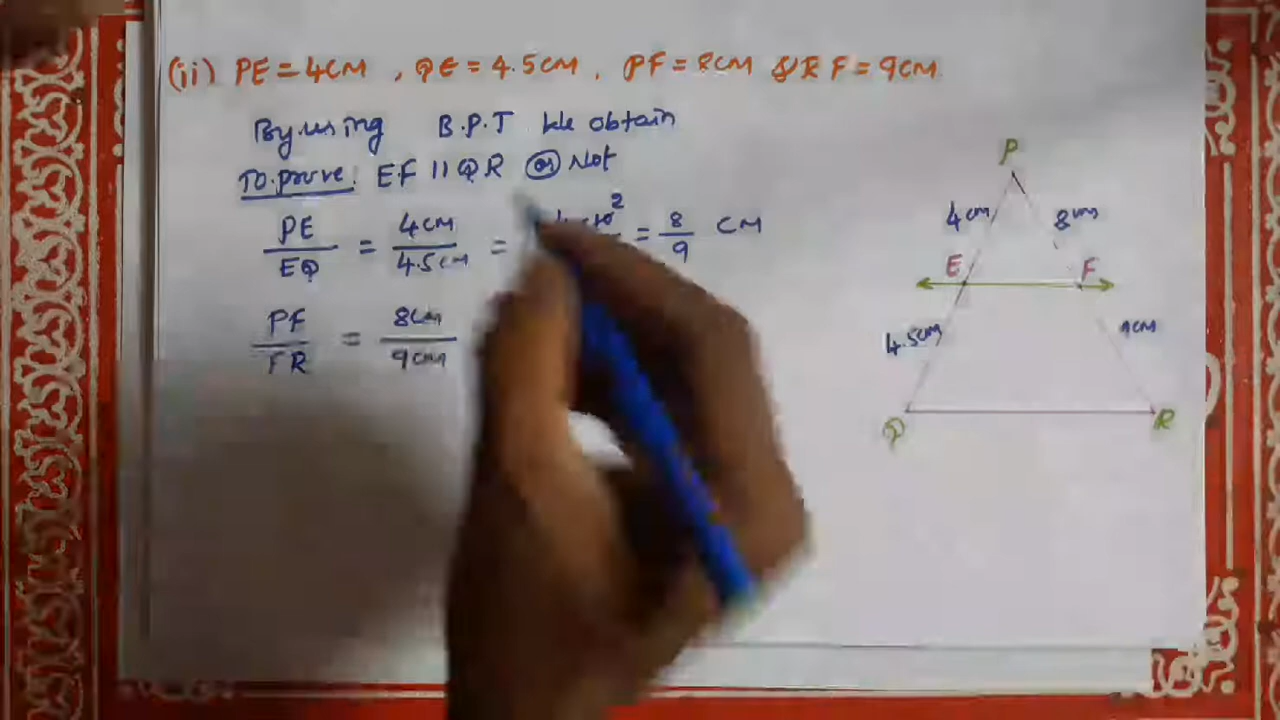 (ii) PE = 4CM , QE = 4.5CM , PF = 8CM & RF = 9CM
By using B.P.T We obtain
To prove: EF || QR or Not
PE/EQ = 4CM/4.5CM = = 8/9 CM
PF/FR = 8CM/9CM
P
4cm 8cm
E F
4.5cm 9cm
Q R